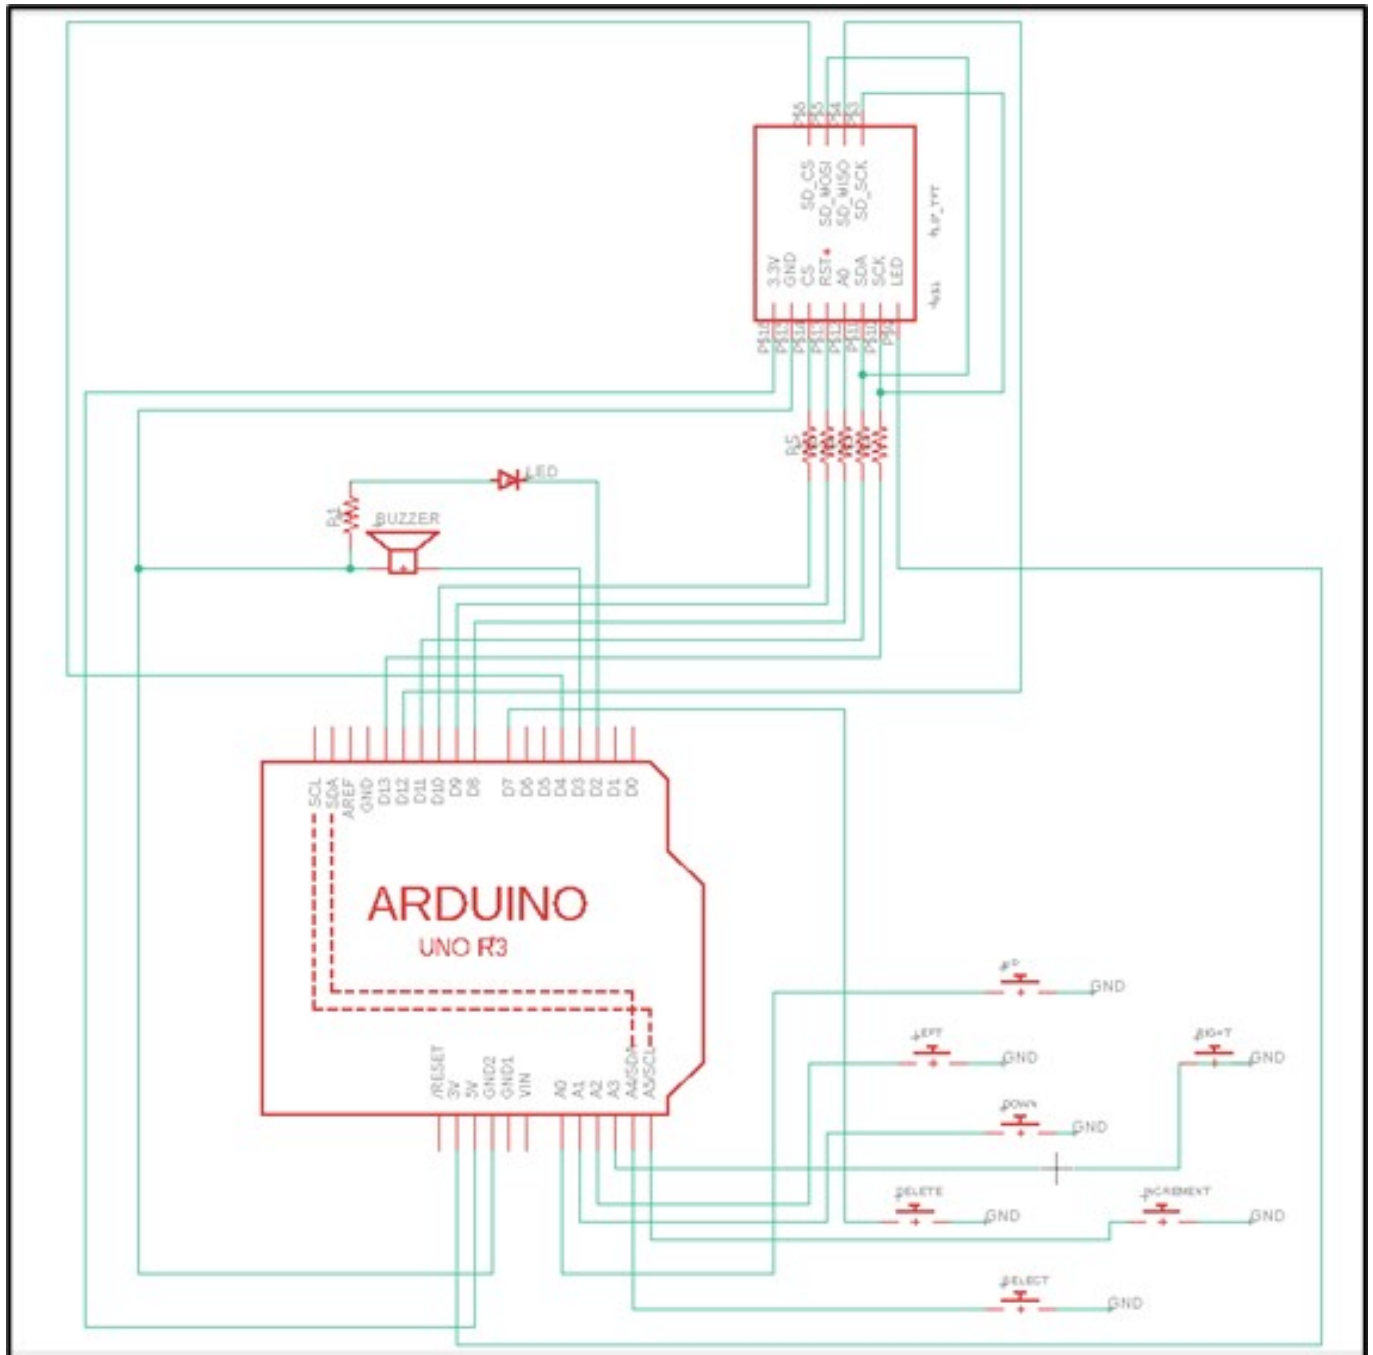 SD_CS
SD_MOSI
SD_MISO
SD_SCK
3.3V
GND
CS
RST
A0
SDA
SCK
LED
R5
LED
R1
BUZZER
SCL
SDA
AREF
GND
D13
D12
D11
D10
D9
D8
D7
D6
D5
D4
D3
D2
D1
D0
ARDUINO
UNO R3
/RESET
3V
5V
GND2
GND1
VIN
A0
A1
A2
A3
A4/SDA
A5/SCL
GND
LEFT
GND
RIGHT
GND
DOWN
GND
DELETE
GND
INCREMENT
GND
SELECT
GND